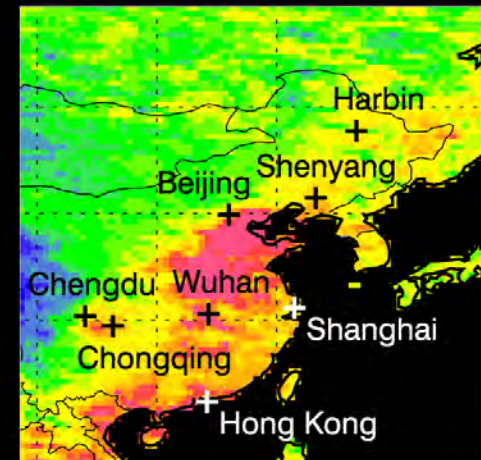 Harbin
Shenyang
Beijing
Chengdu
Wuhan
Shanghai
Chongqing
Hong Kong